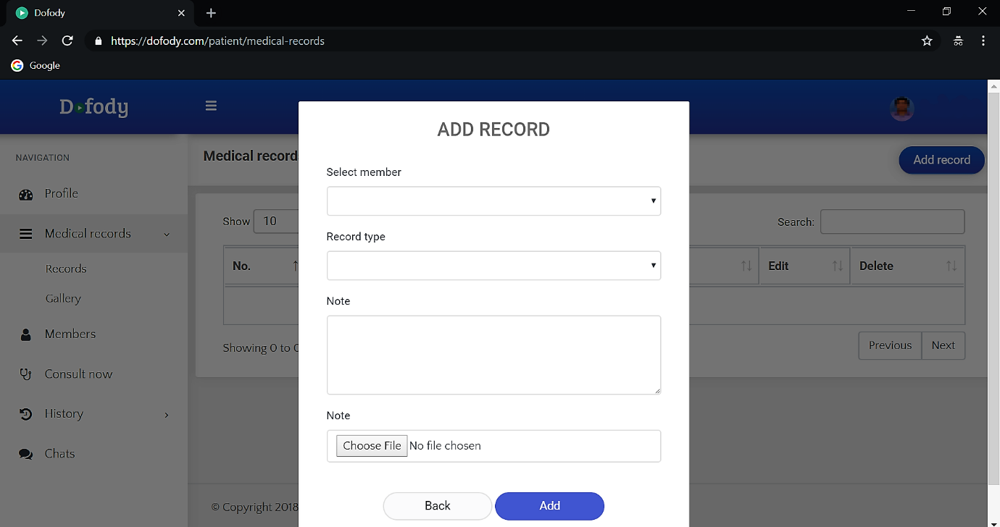 Dofody
https://dofody.com/patient/medical-records
Google
Dofody
ADD RECORD
NAVIGATION
Medical record
Add record
Select member
Profile
Show 10
Search:
Medical records
Record type
No.
Edit
Delete
Records
Gallery
Note
Members
Showing 0 to 0
Previous
Next
Consult now
History
Note
Choose File No file chosen
Chats
Back
Add
© Copyright 2018